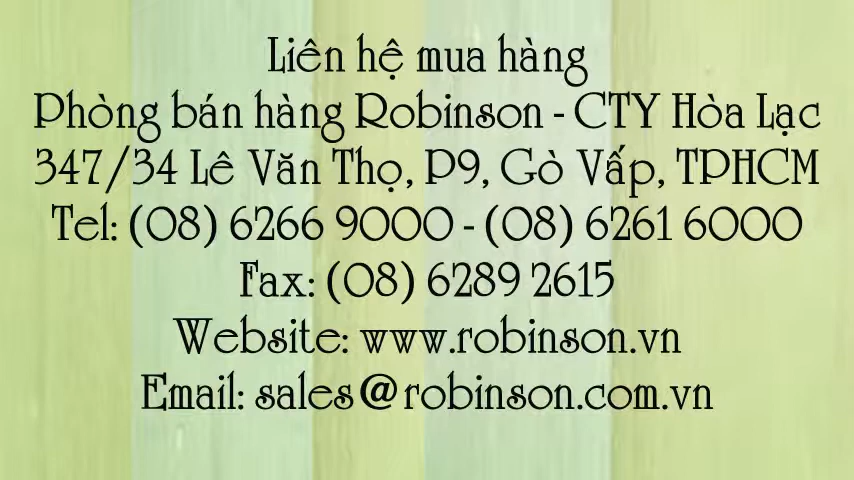 Liên hệ mua hàng
Phòng bán hàng Robinson - CTY Hòa Lạc
347/34 Lê Văn Thọ, P9, Gò Vấp, TPHCM
Tel: (08) 6266 9000 - (08) 6261 6000
Fax: (08) 6289 2615
Website: www.robinson.vn
Email: sales@robinson.com.vn